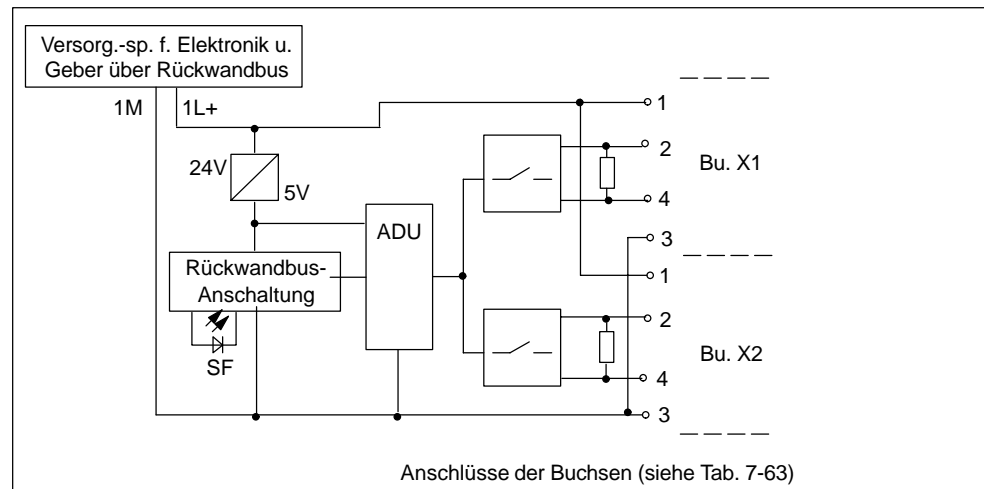 Versorg.-sp. f. Elektronik u.
Geber über Rückwandbus
1M
1L+
1
2
24V
Bu. X1
5V
4
ADU
3
Rückwandbus-
Anschaltung
1
2
SF
Bu. X2
4
3
Anschlüsse der Buchsen (siehe Tab. 7-63)